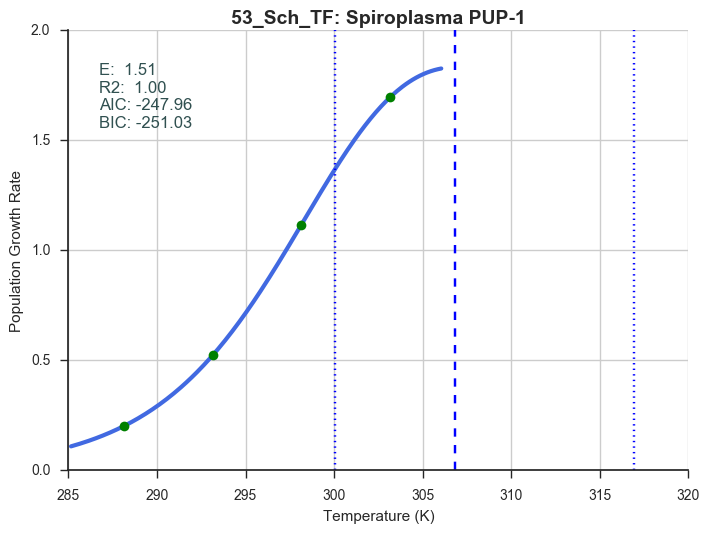 53_Sch_TF: Spiroplasma PUP-1
E:  1.51
R2:  1.00
AIC: -247.96
BIC: -251.03
Population Growth Rate
2.0
1.5
1.0
0.5
0.0
285 290 295 300 305 310 315 320
Temperature (K)